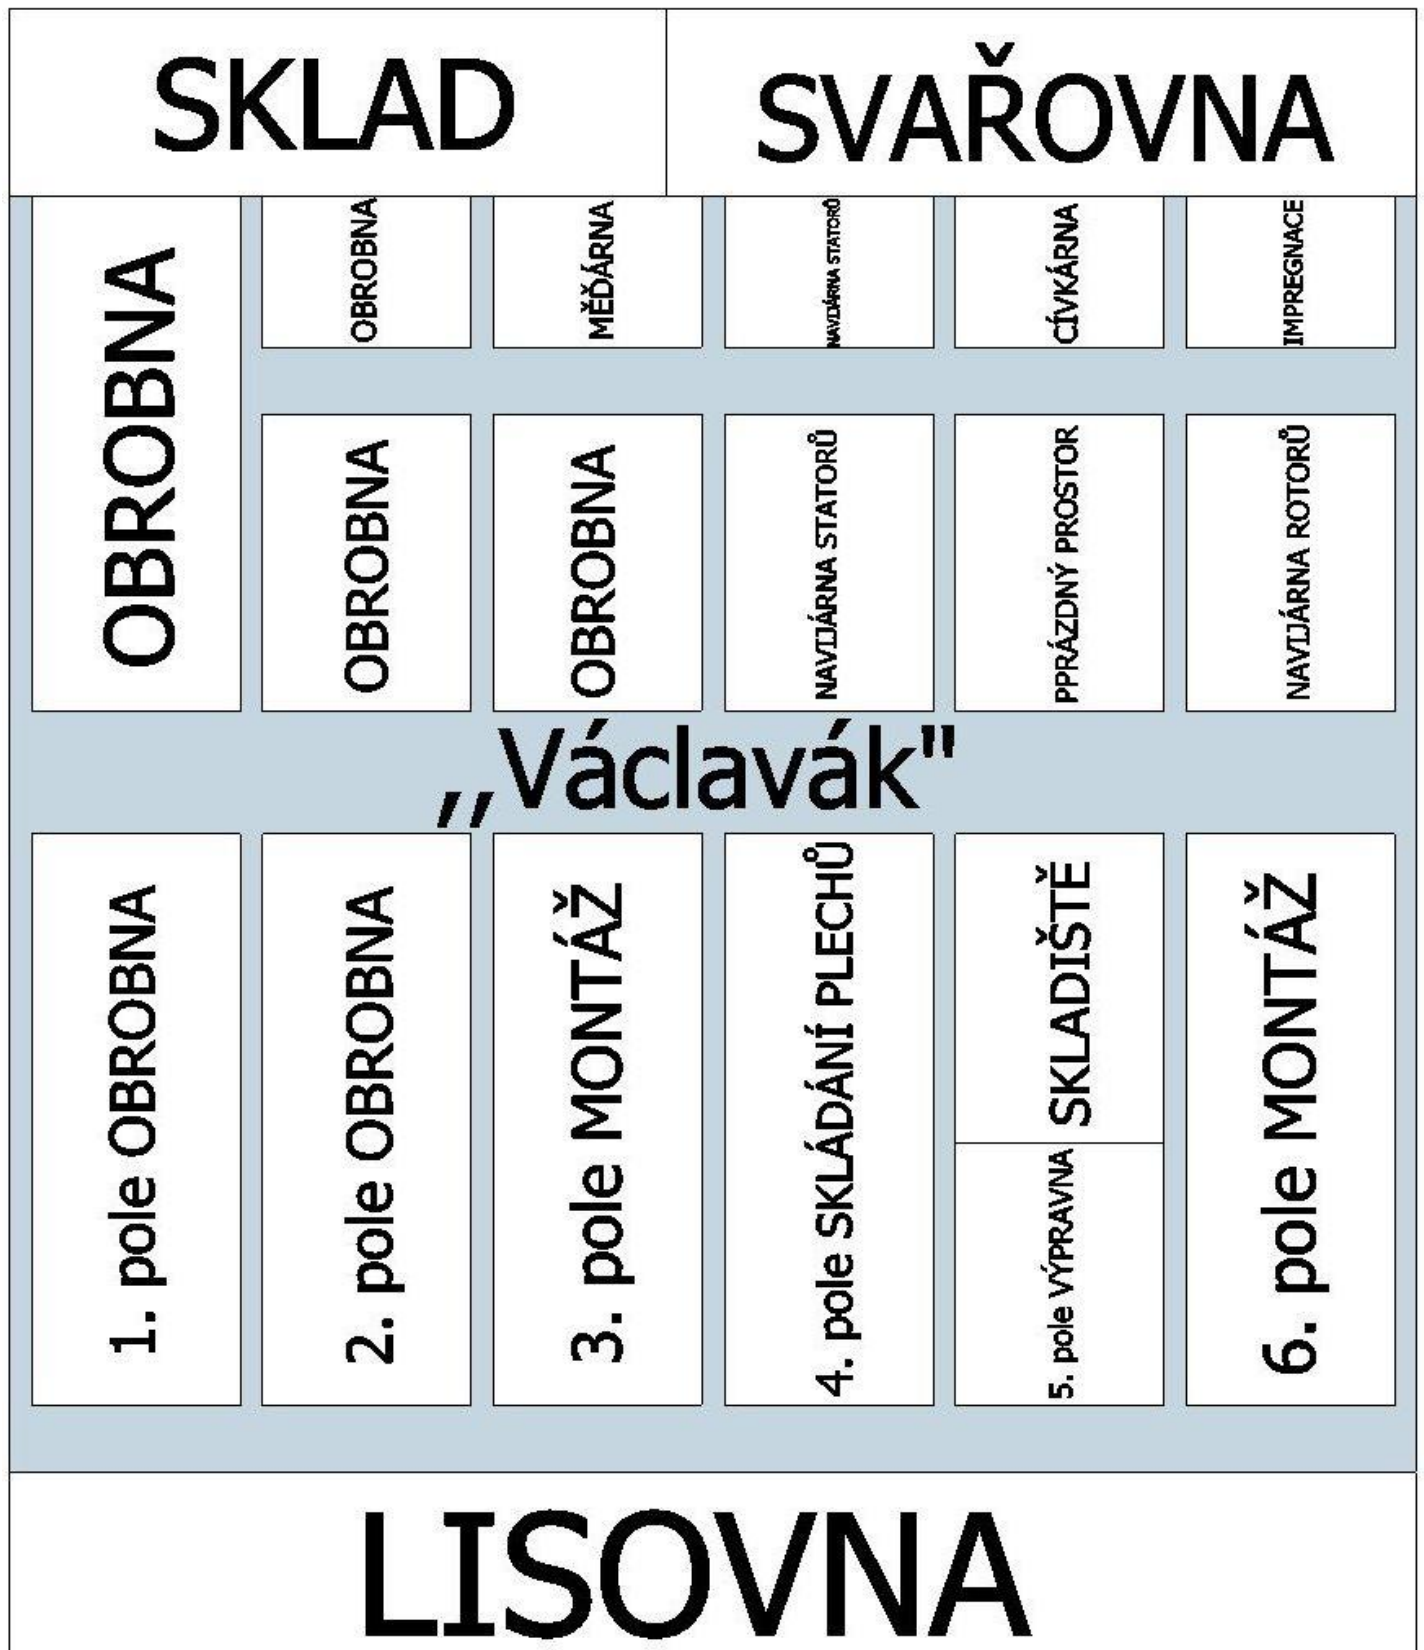 SKLAD
SVAŘOVNA
OBROBNA
OBROBNA
MĚĎÁRNA
NAVIJÁRNA STATORŮ
CÍVKÁRNA
IMPREGNACE
OBROBNA
OBROBNA
NAVIJÁRNA STATORŮ
PPRÁZDNÝ PROSTOR
NAVIJÁRNA ROTORŮ
,,Václavák"
1. pole OBROBNA
2. pole OBROBNA
3. pole MONTÁŽ
4. pole SKLÁDÁNÍ PLECHŮ
SKLADIŠTĚ
5. pole VÝPRAVNA
6. pole MONTÁŽ
LISOVNA